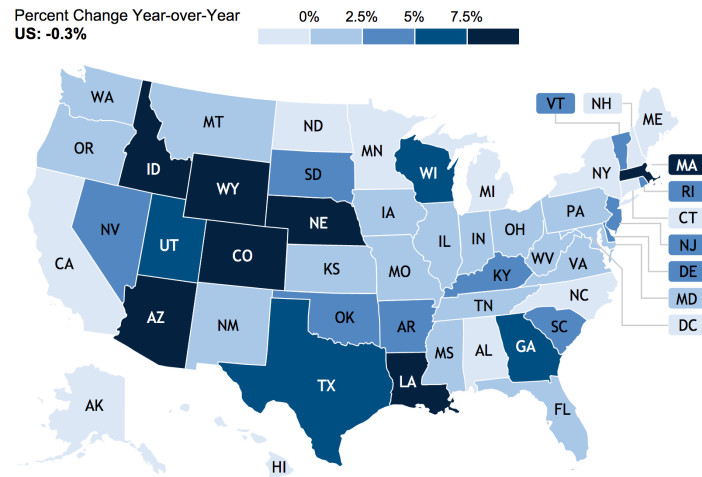 Percent Change Year-over-Year
US: -0.3%
0% 2.5% 5% 7.5%
WA
VT NH
ME
MT
ND
OR
MN
ID
SD
WI
NY
MA
WY
MI
RI
CT
NV
NE
IA
PA
NJ
UT
IL IN OH
CO
WV VA
DE
CA
KS
MO
KY
MD
NC
TN
DC
AZ
NM
OK
AR
SC
MS AL GA
TX
LA
AK
FL
HI